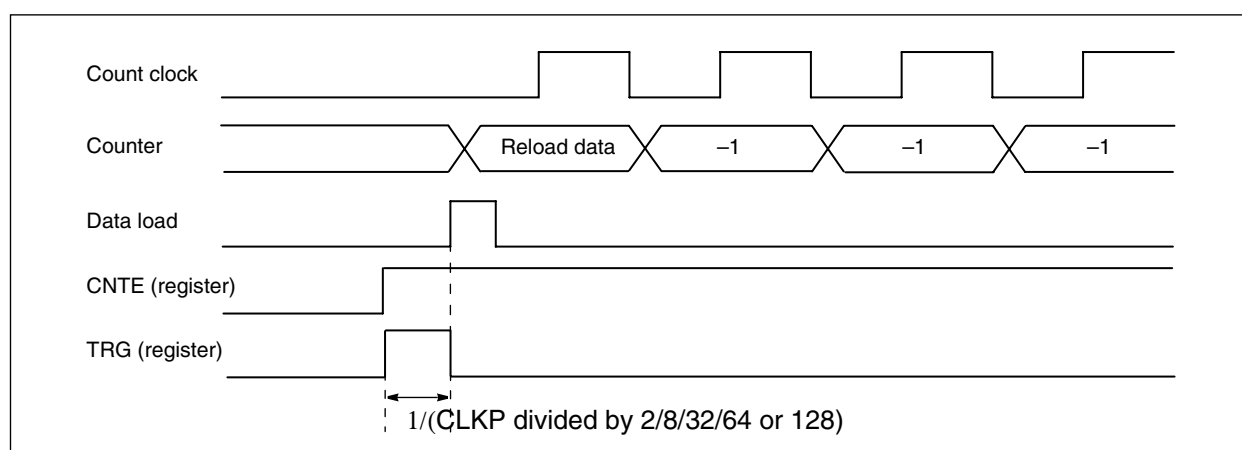 Count clock
Counter
Reload data
–1
–1
–1
Data load
CNTE (register)
TRG (register)
1/(CLKP divided by 2/8/32/64 or 128)